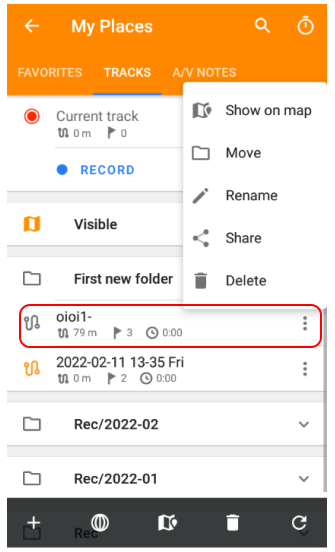 My Places
FAVORITES TRACKS A/V NOTES
Current track
0 m 0
RECORD
Show on map
Move
Rename
Share
Delete
Visible
First new folder
oioi1-
79 m 3 0:00
2022-02-11 13-35 Fri
0 m 2 0:00
Rec/2022-02
Rec/2022-01
Rec